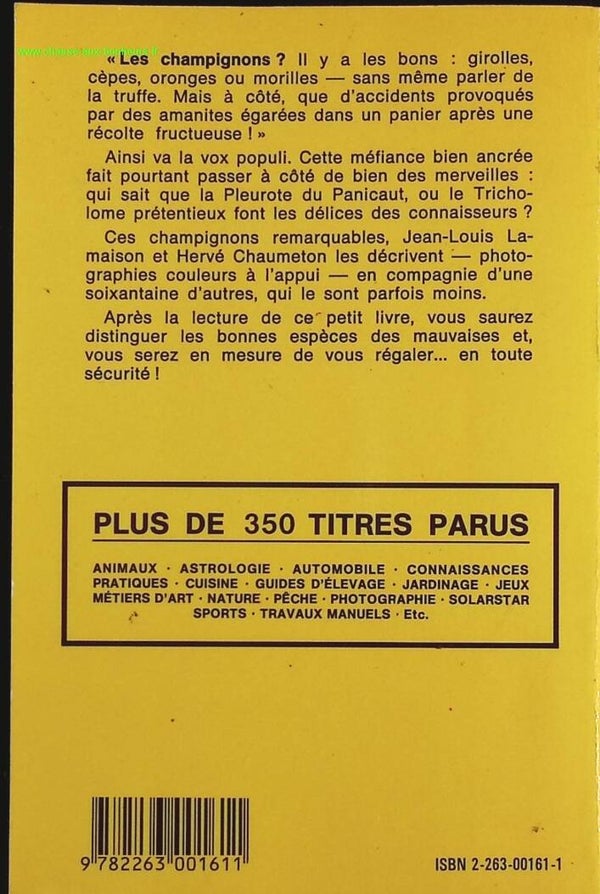 « Les champignons ? Il y a les bons : girolles,
cèpes, oronges ou morilles — sans même parler de
la truffe. Mais à côté, que d'accidents provoqués
par des amanites égarées dans un panier après une
récolte fructueuse ! »
Ainsi va la vox populi. Cette méfiance bien ancrée
fait pourtant passer à côté de bien des merveilles :
qui sait que la Pleurote du Panicaut, ou le Tricho-
lome prétentieux font les délices des connaisseurs ?
Ces champignons remarquables, Jean-Louis La-
maison et Hervé Chaumeton les décrivent — photo-
graphies couleurs à l'appui — en compagnie d'une
soixantaine d'autres, qui le sont parfois moins.
Après la lecture de ce petit livre, vous saurez
distinguer les bonnes espèces des mauvaises et,
vous serez en mesure de vous régaler... en toute
sécurité !
PLUS DE 350 TITRES PARUS
ANIMAUX · ASTROLOGIE · AUTOMOBILE · CONNAISSANCES
PRATIQUES · CUISINE · GUIDES D'ÉLEVAGE · JARDINAGE · JEUX
MÉTIERS D'ART · NATURE · PÊCHE · PHOTOGRAPHIE · SOLARSTAR
SPORTS · TRAVAUX MANUELS · Etc.
9 782263 001611
ISBN 2-263-00161-1